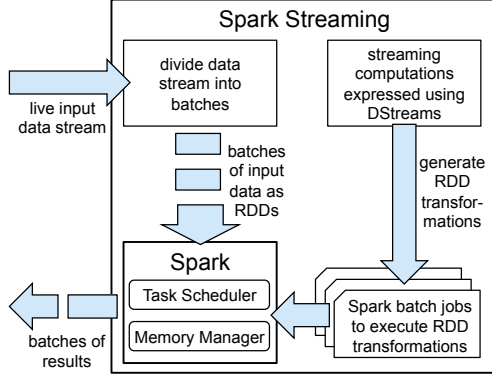 Spark Streaming
divide data
stream into
batches
streaming
computations
expressed using
DStreams
live input
data stream
batches
of input
data as
RDDs
generate
RDD
transfor-
mations
Spark
Task Scheduler
Memory Manager
Spark batch jobs
to execute RDD
transformations
batches of
results